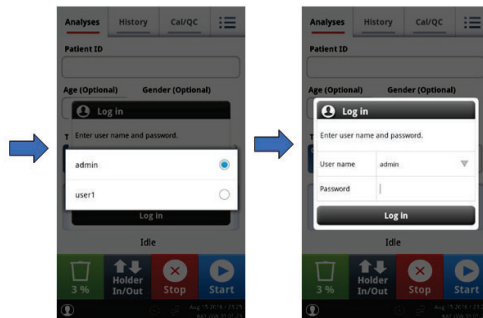 Analyses History Cal/QC
Patient ID
Age (Optional) Gender (Optional)
Log in
Enter user name and password.
admin
user1
Log in
Idle
3 % Holder In/Out Stop Start
Analyses History Cal/QC
Patient ID
Age (Optional) Gender (Optional)
Log in
Enter user name and password.
User name admin
Password
Log in
Idle
3 % Holder In/Out Stop Start